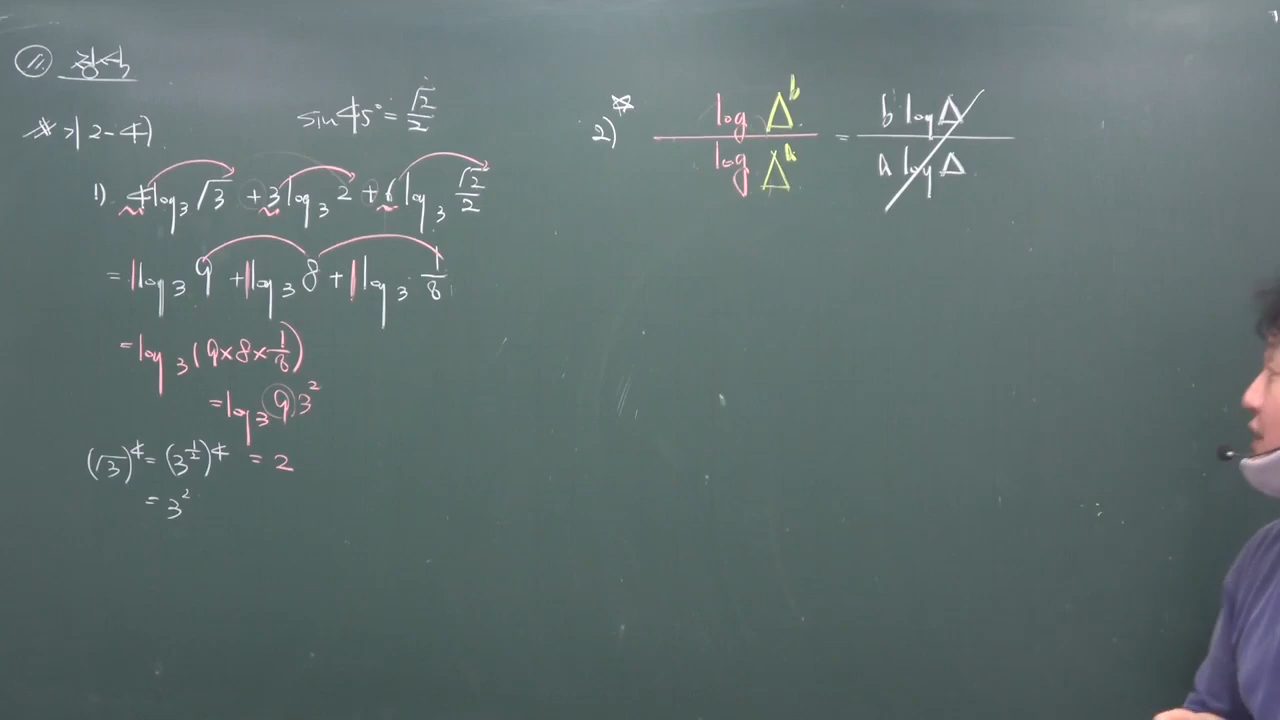 11. 정석
* 기 2-4)
sin45° = √2/2
1) 4log₃√3 + 3log₃2 + 6log₃ √2/2
= 1log₃9 + 1log₃8 + 1log₃ 1/8
= log₃(9×8×1/8)
= log₃9 3²
= 2
(√3)⁴ = (3^(1/2))⁴
= 3²
2) ☆ log Δ^b / log Δ^a = b log Δ / a log Δ